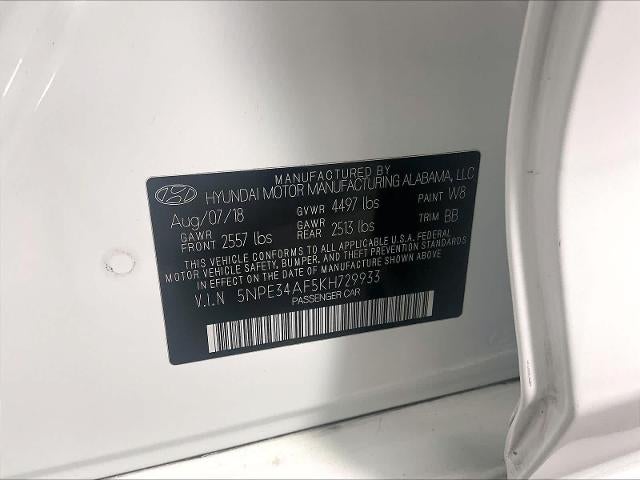 MANUFACTURED BY
HYUNDAI MOTOR MANUFACTURING ALABAMA, LLC
Aug/07/18 GVWR 4497 lbs PAINT W8
GAWR FRONT 2557 lbs GAWR REAR 2513 lbs TRIM BB
THIS VEHICLE CONFORMS TO ALL APPLICABLE U.S.A. FEDERAL
MOTOR VEHICLE SAFETY, BUMPER, AND THEFT PREVENTION STANDARDS
IN EFFECT ON THE DATE OF MANUFACTURE SHOWN ABOVE.
V.I.N 5NPE34AF5KH729933
PASSENGER CAR